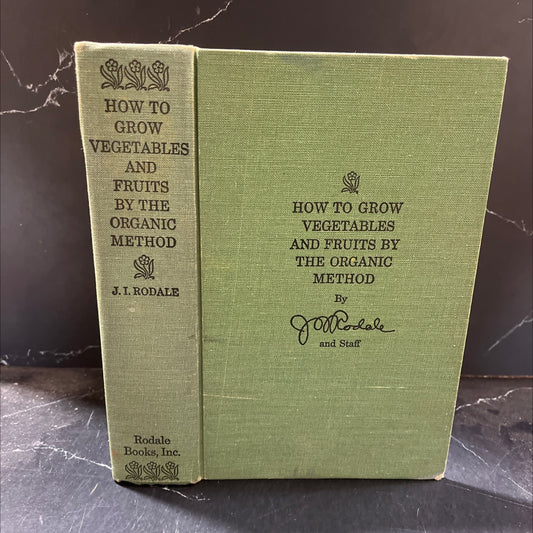 HOW TO
GROW
VEGETABLES
AND
FRUITS
BY THE
ORGANIC
METHOD
J. I. RODALE
Rodale
Books, Inc.
HOW TO GROW
VEGETABLES
AND FRUITS BY
THE ORGANIC
METHOD
By
J I Rodale
and Staff